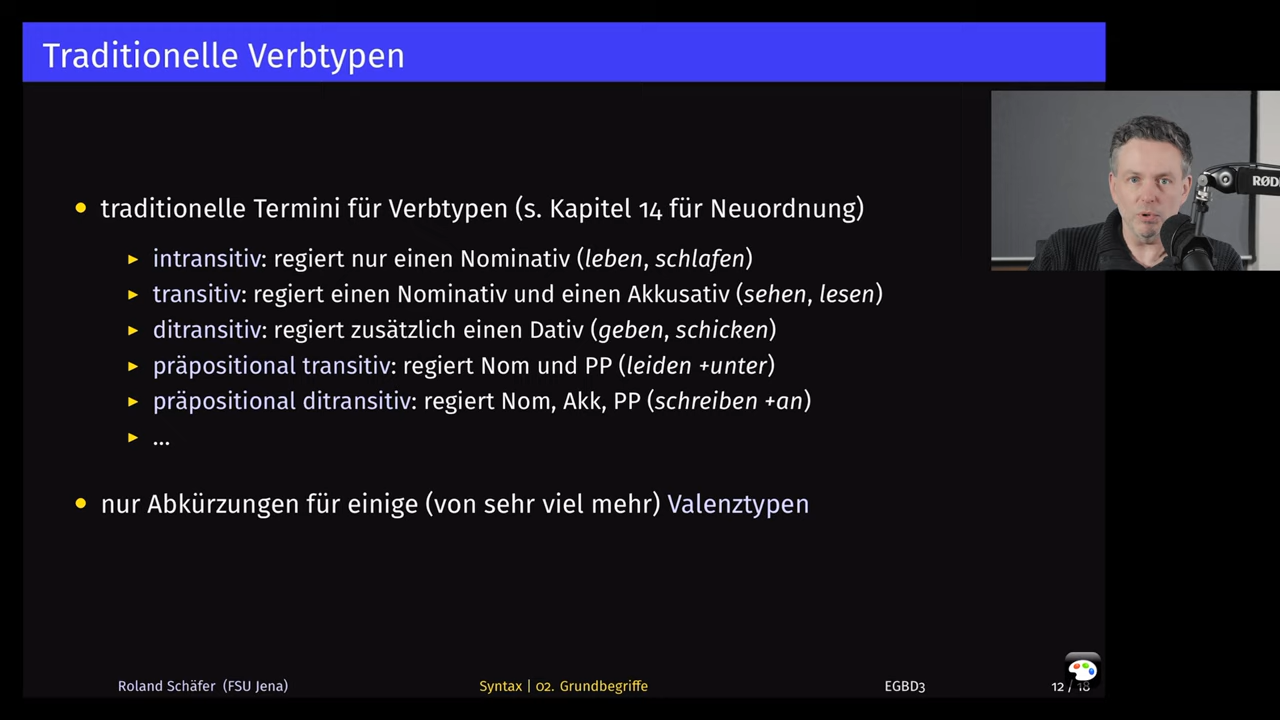 Traditionelle Verbtypen
• traditionelle Termini für Verbtypen (s. Kapitel 14 für Neuordnung)
▶ intransitiv: regiert nur einen Nominativ (leben, schlafen)
▶ transitiv: regiert einen Nominativ und einen Akkusativ (sehen, lesen)
▶ ditransitiv: regiert zusätzlich einen Dativ (geben, schicken)
▶ präpositional transitiv: regiert Nom und PP (leiden +unter)
▶ präpositional ditransitiv: regiert Nom, Akk, PP (schreiben +an)
▶ ...
• nur Abkürzungen für einige (von sehr viel mehr) Valenztypen
Roland Schäfer (FSU Jena) Syntax | 02. Grundbegriffe EGBD3 12 / 18